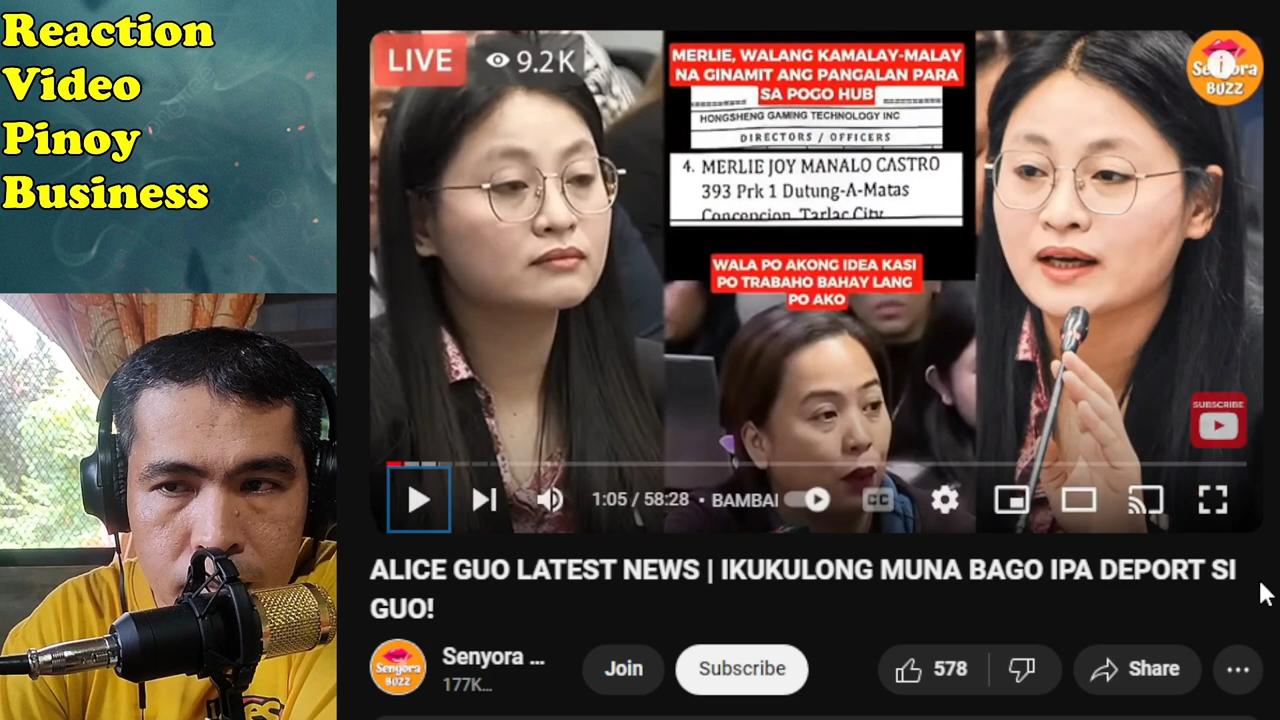 Reaction
Video
Pinoy
Business
LIVE
9.2K
MERLIE, WALANG KAMALAY-MALAY
NA GINAMIT ANG PANGALAN PARA
SA POGO HUB
HONGSHENG GAMING TECHNOLOGY INC
DIRECTORS / OFFICERS
4. MERLIE JOY MANALO CASTRO
393 Prk 1 Dutung-A-Matas
Concepcion, Tarlac City
WALA PO AKONG IDEA KASI
PO TRABAHO BAHAY LANG
PO AKO
Senyora
BUZZ
SUBSCRIBE
1:05 / 58:28 • BAMBAI
CC
ALICE GUO LATEST NEWS | IKUKULONG MUNA BAGO IPA DEPORT SI
GUO!
Senyora
BUZZ
Senyora ...
177K...
Join
Subscribe
578
Share